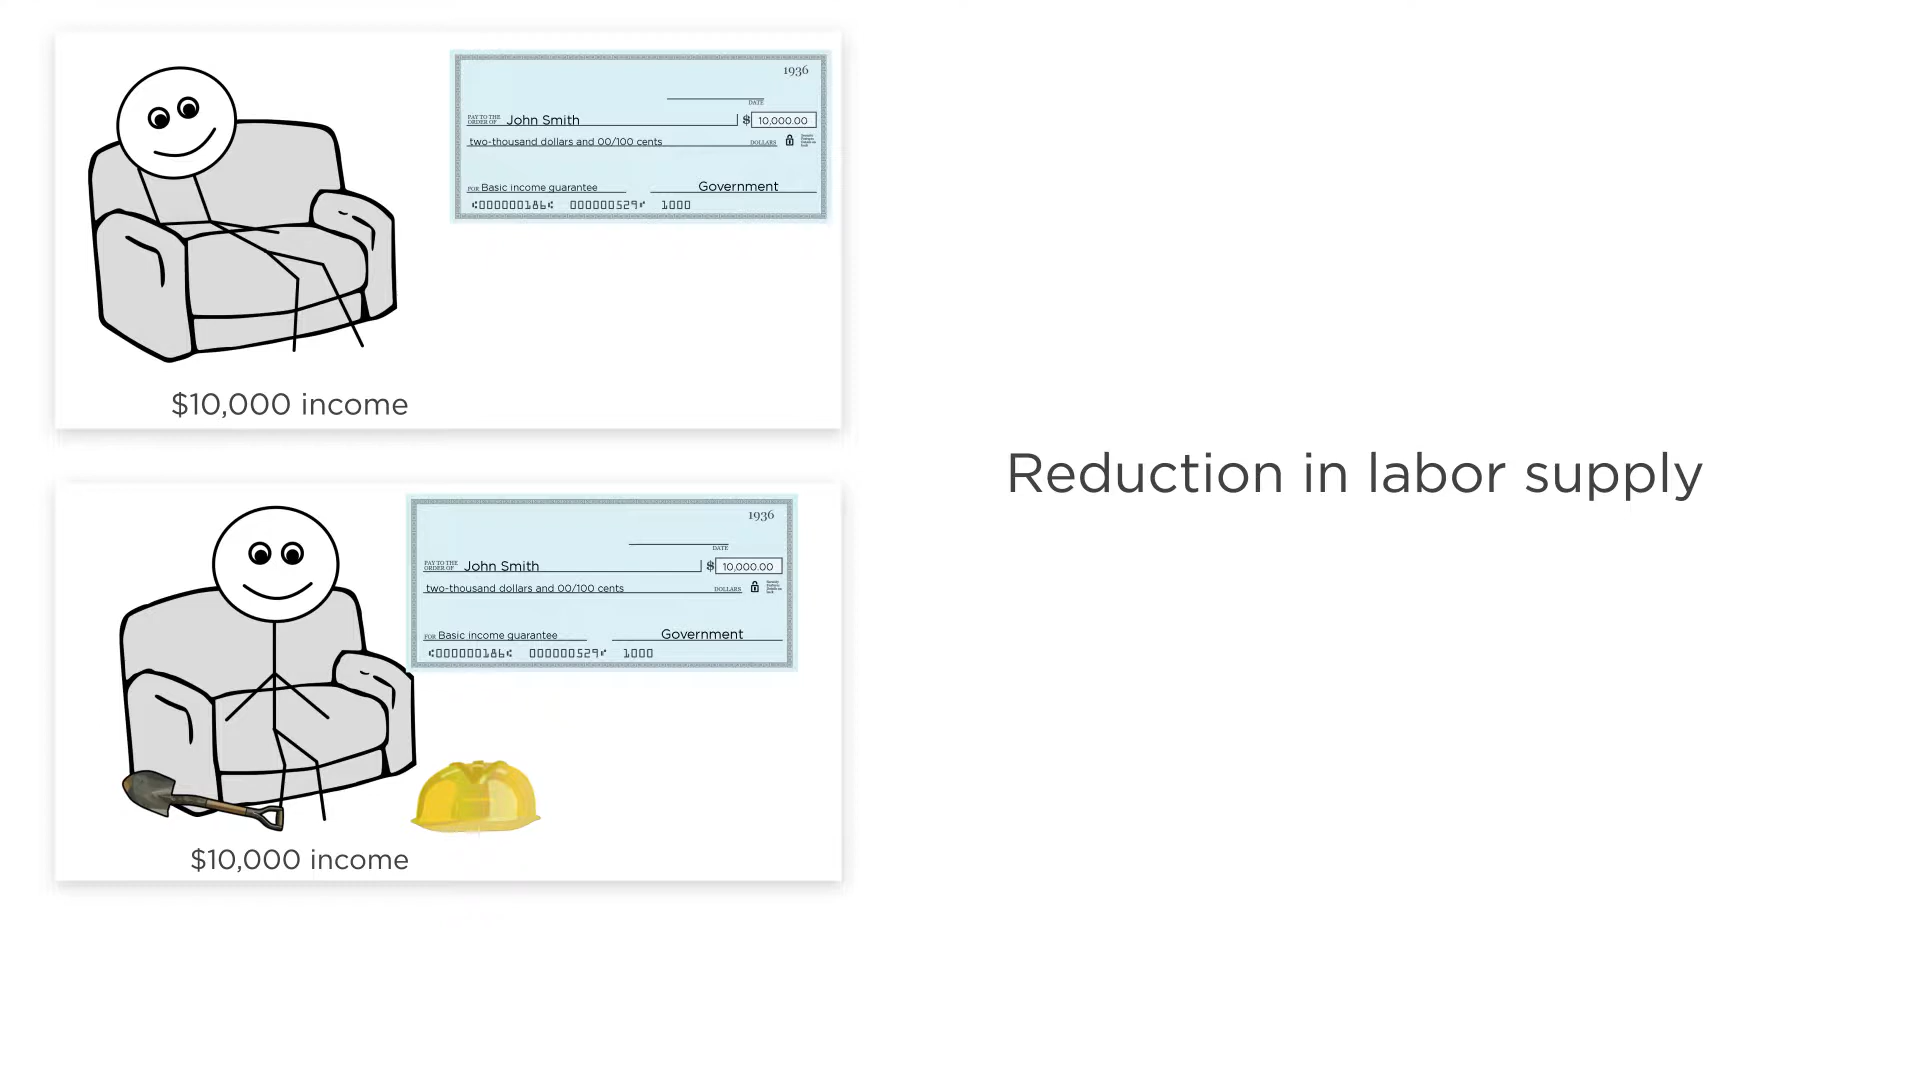 1936
DATE
PAY TO THE
ORDER OF John Smith $ 10,000.00
two-thousand dollars and 00/100 cents DOLLARS
FOR Basic income guarantee Government
000000186 000000529 1000
$10,000 income
Reduction in labor supply
1936
DATE
PAY TO THE
ORDER OF John Smith $ 10,000.00
two-thousand dollars and 00/100 cents DOLLARS
FOR Basic income guarantee Government
000000186 000000529 1000
$10,000 income